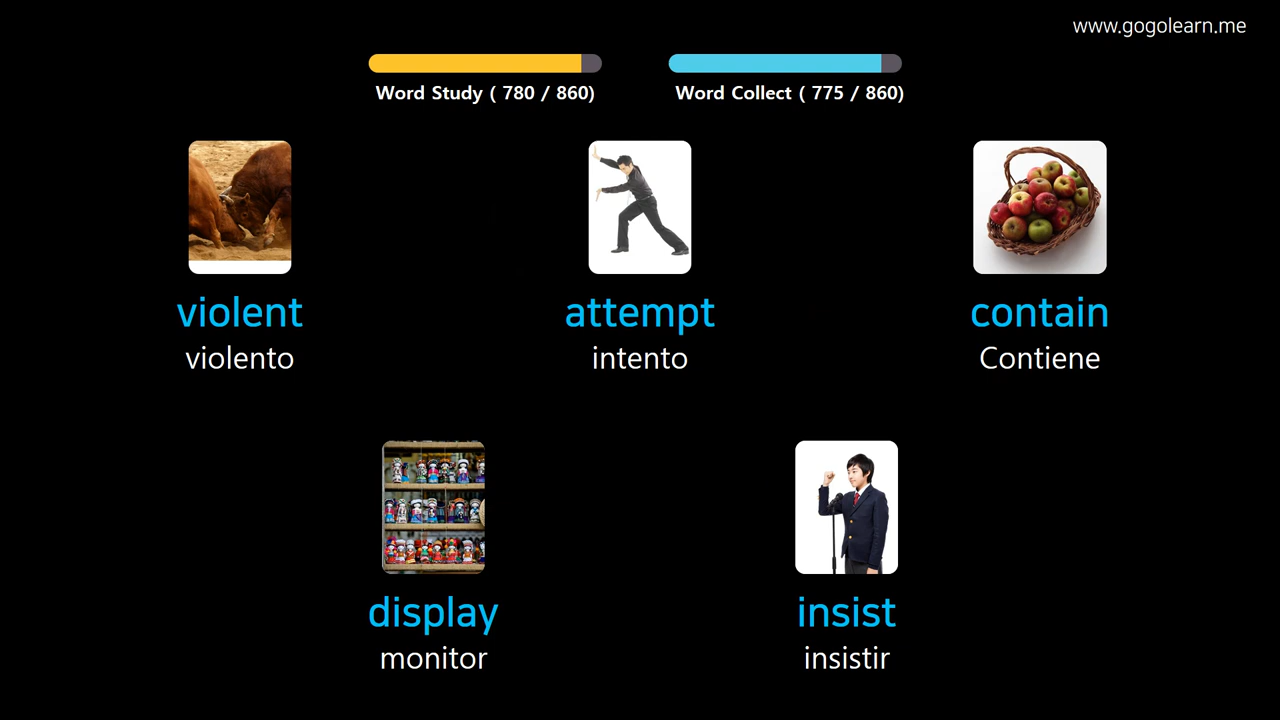 www.gogolearn.me
Word Study ( 780 / 860)
Word Collect ( 775 / 860)
violent
violento
attempt
intento
contain
Contiene
display
monitor
insist
insistir